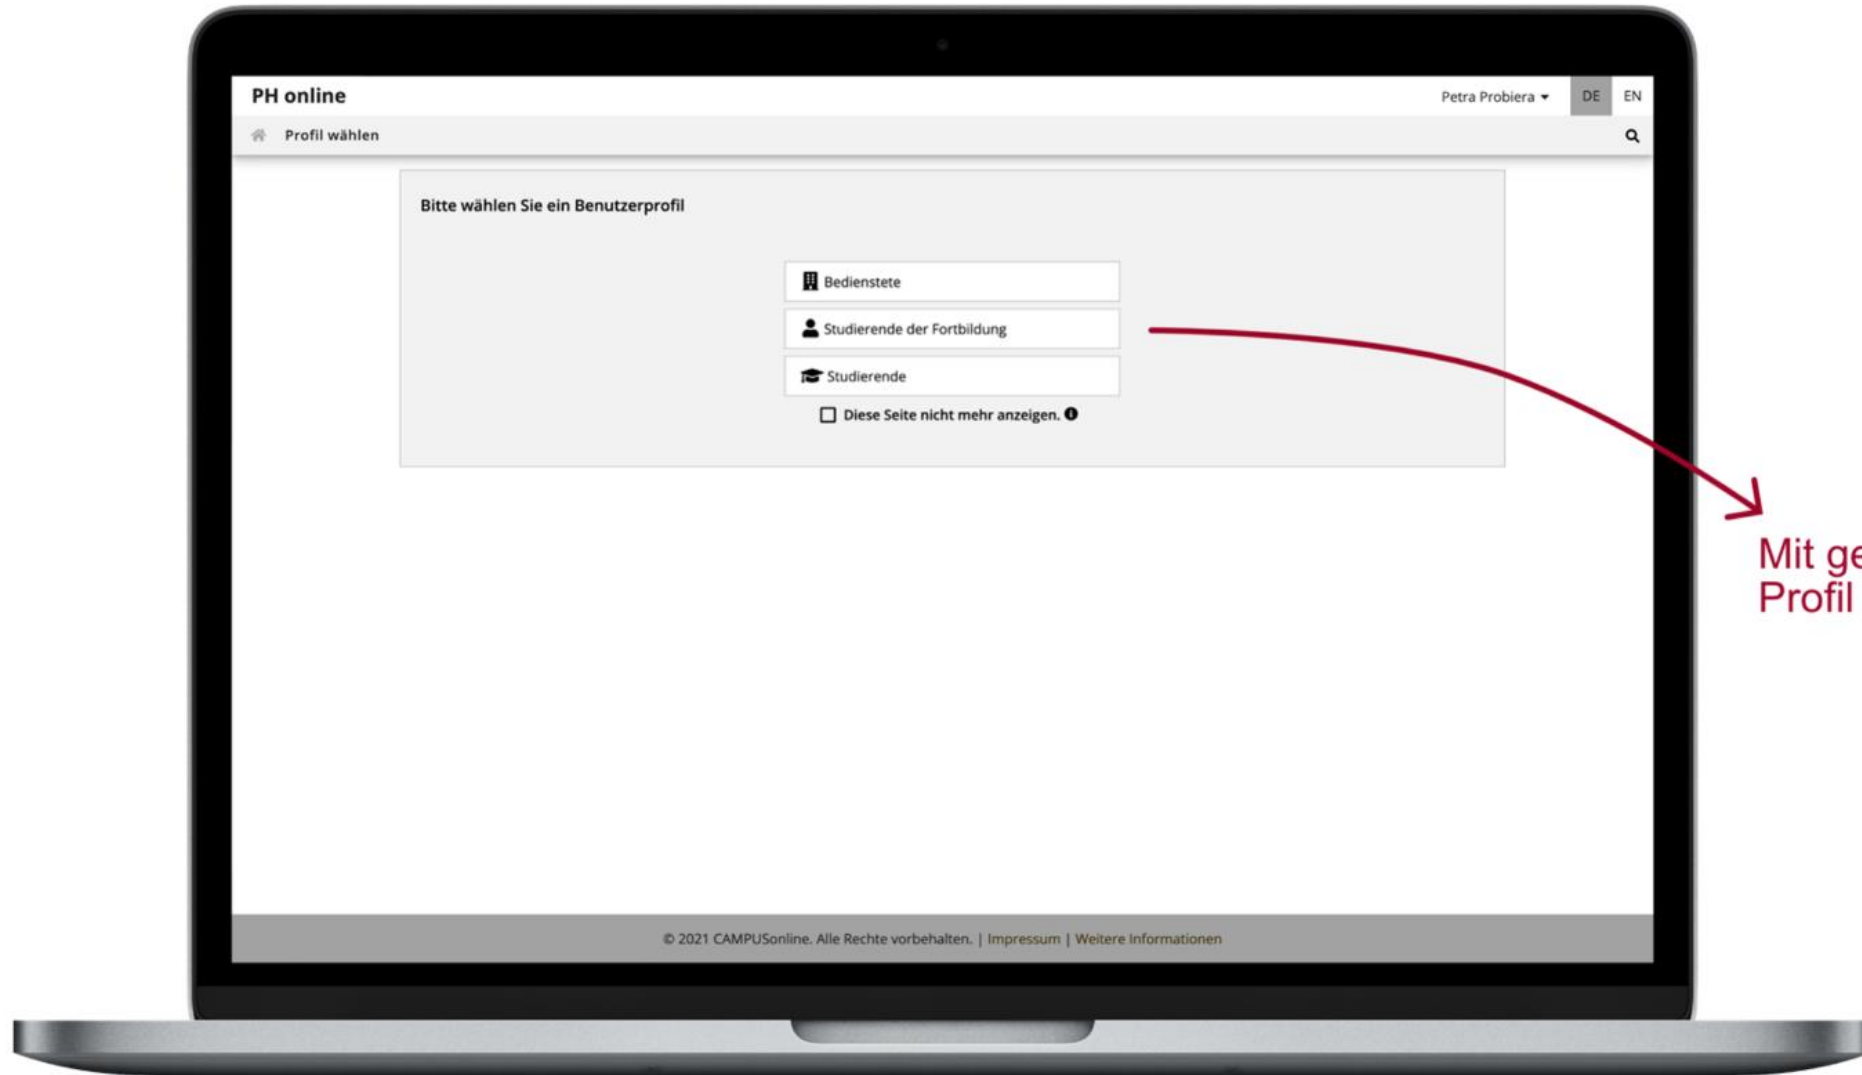 PH online
Petra Probiera
DE EN
Profil wählen
Bitte wählen Sie ein Benutzerprofil
Bedienstete
Studierende der Fortbildung
Studierende
Diese Seite nicht mehr anzeigen.
Mit
Profil
© 2021 CAMPUSonline. Alle Rechte vorbehalten. | Impressum | Weitere Informationen